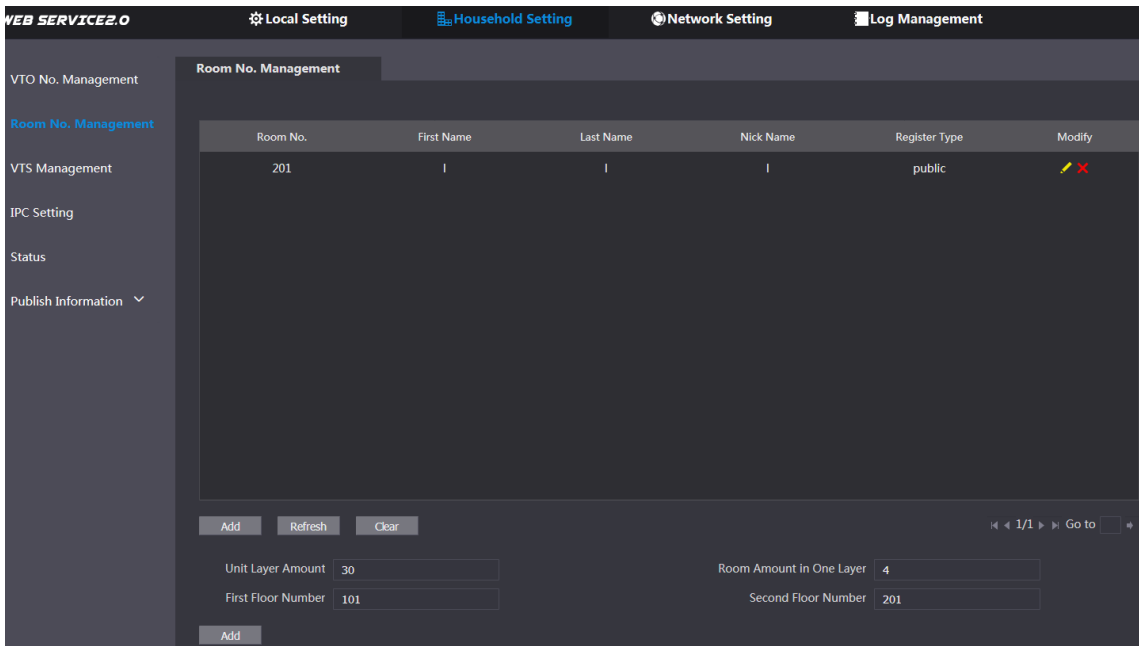 WEB SERVICE2.0
Local Setting
Household Setting
Network Setting
Log Management
VTO No. Management
Room No. Management
VTS Management
IPC Setting
Status
Publish Information
Room No. Management
Room No. First Name Last Name Nick Name Register Type Modify
201 l l l public
Add Refresh Clear
1/1 Go to
Unit Layer Amount 30 Room Amount in One Layer 4
First Floor Number 101 Second Floor Number 201
Add